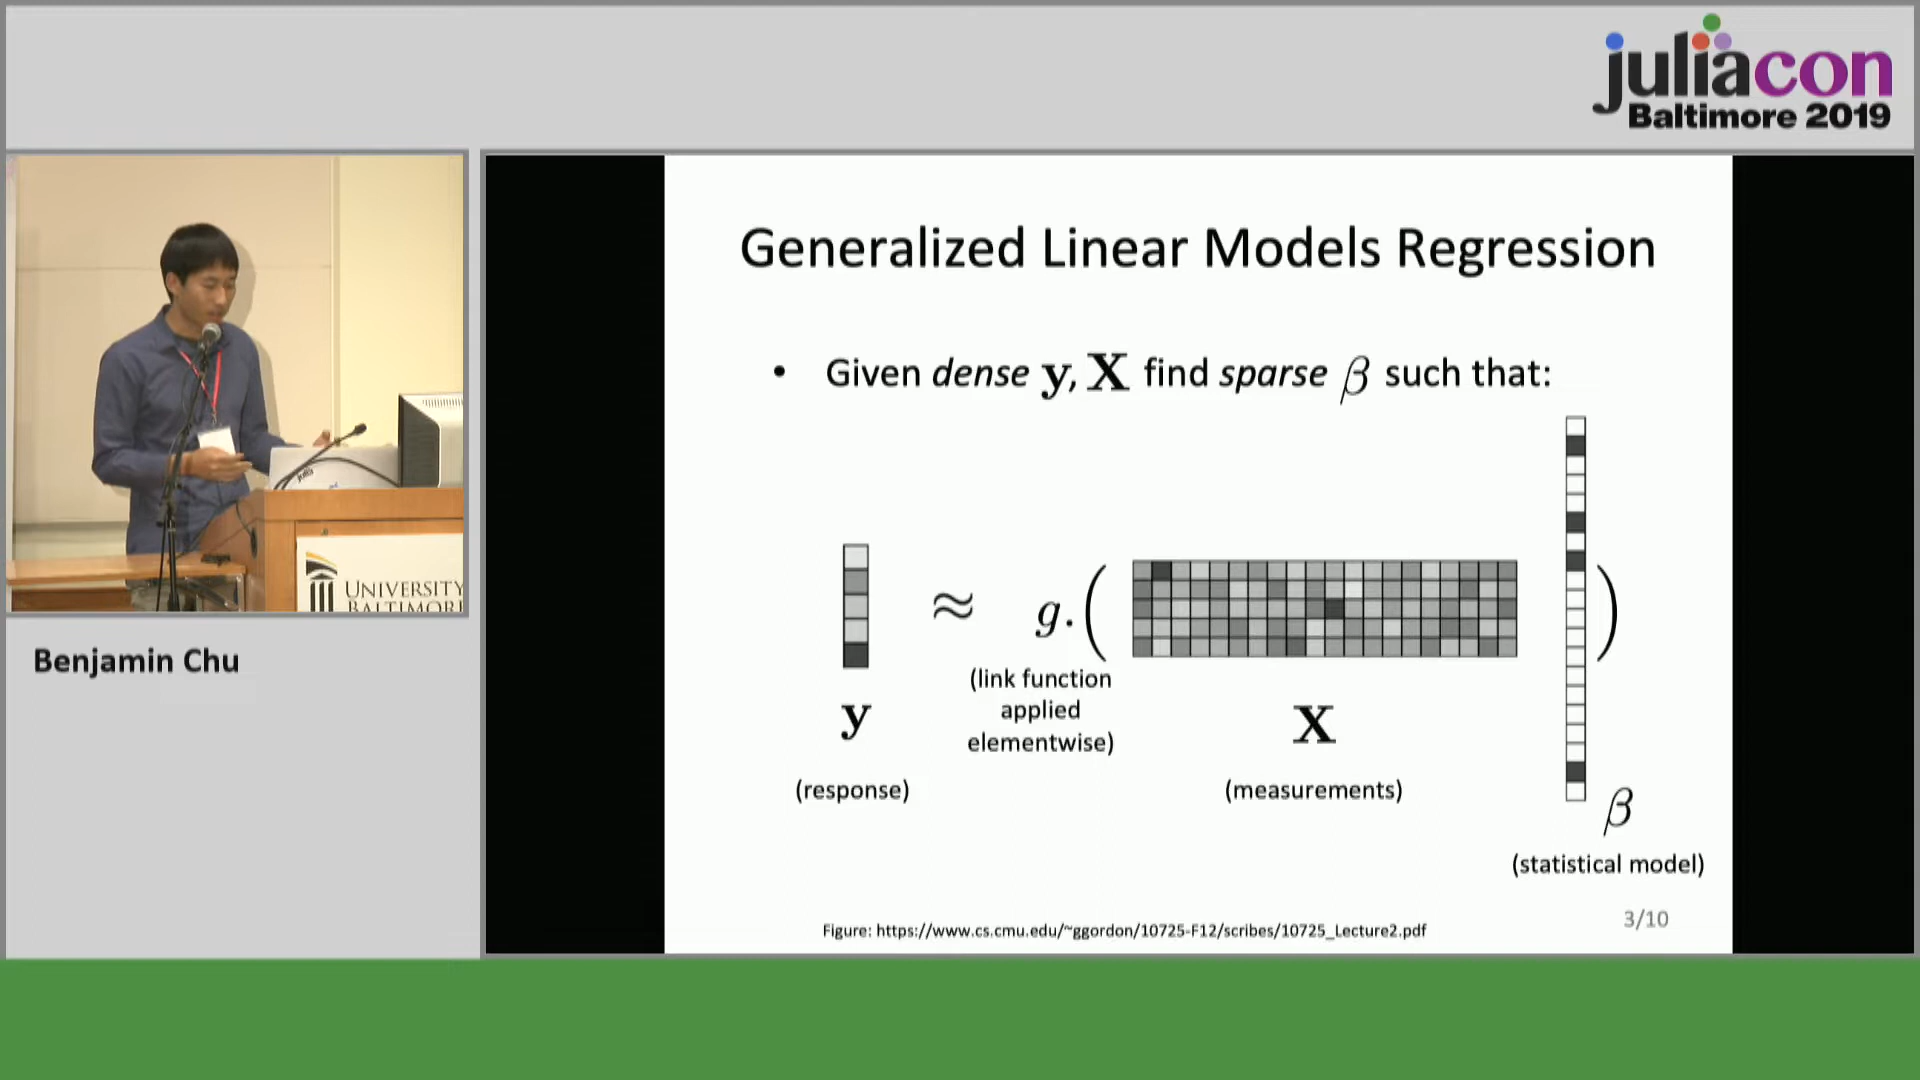 juliacon
Baltimore 2019
Generalized Linear Models Regression
• Given dense y, X find sparse β such that:
≈ g.( )
(link function
applied
elementwise)
y
X
(response)
(measurements)
β
(statistical model)
Figure: https://www.cs.cmu.edu/~ggordon/10725-F12/scribes/10725_Lecture2.pdf
3/10
julia
UNIVERSITY
BALTIMORE
Benjamin Chu